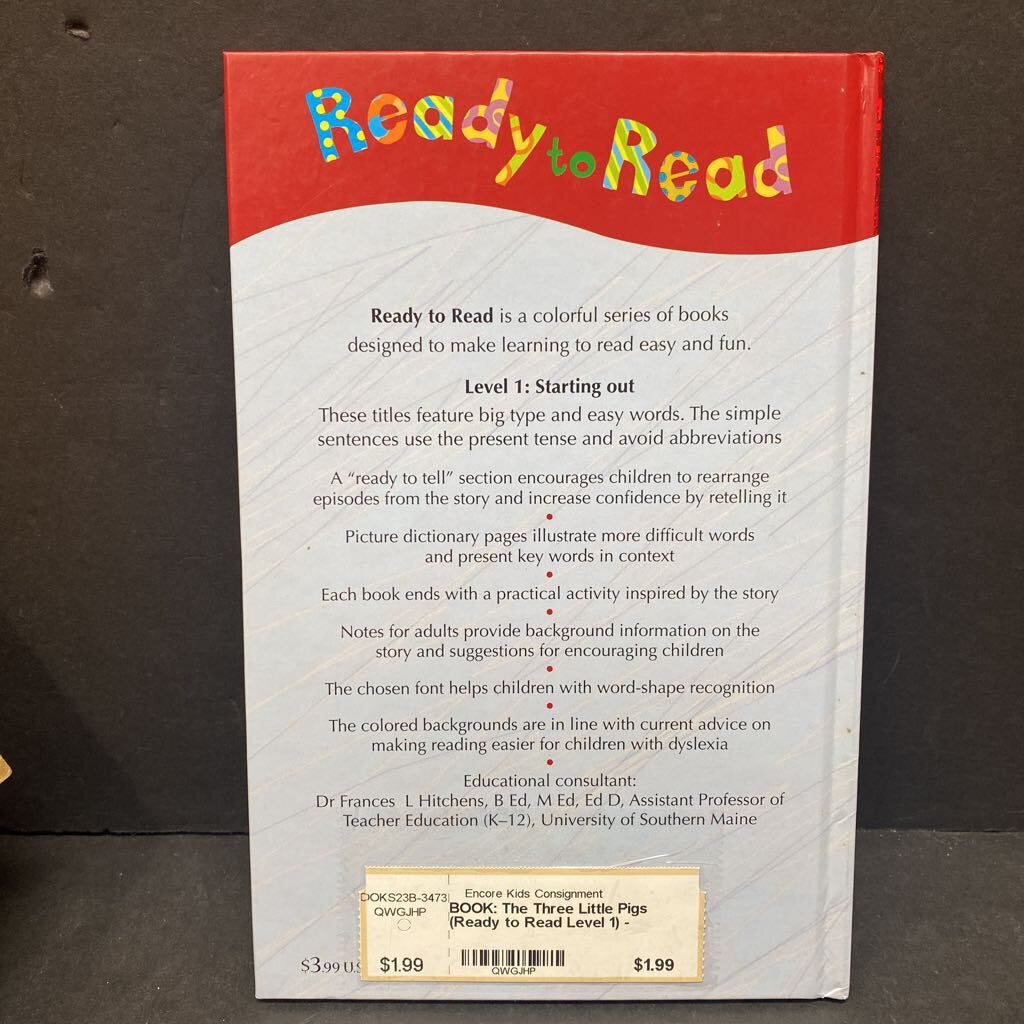 Ready to Read
Ready to Read is a colorful series of books
designed to make learning to read easy and fun.
Level 1: Starting out
These titles feature big type and easy words. The simple
sentences use the present tense and avoid abbreviations
A “ready to tell” section encourages children to rearrange
episodes from the story and increase confidence by retelling it
•
Picture dictionary pages illustrate more difficult words
and present key words in context
•
Each book ends with a practical activity inspired by the story
•
Notes for adults provide background information on the
story and suggestions for encouraging children
•
The chosen font helps children with word-shape recognition
•
The colored backgrounds are in line with current advice on
making reading easier for children with dyslexia
•
Educational consultant:
Dr Frances L Hitchens, B Ed, M Ed, Ed D, Assistant Professor of
Teacher Education (K–12), University of Southern Maine
OOKS23B-3473
QWGJHP
$1.99
Encore Kids Consignment
BOOK: The Three Little Pigs
(Ready to Read Level 1) -
QWGJHP
$1.99
$3.99 U.S